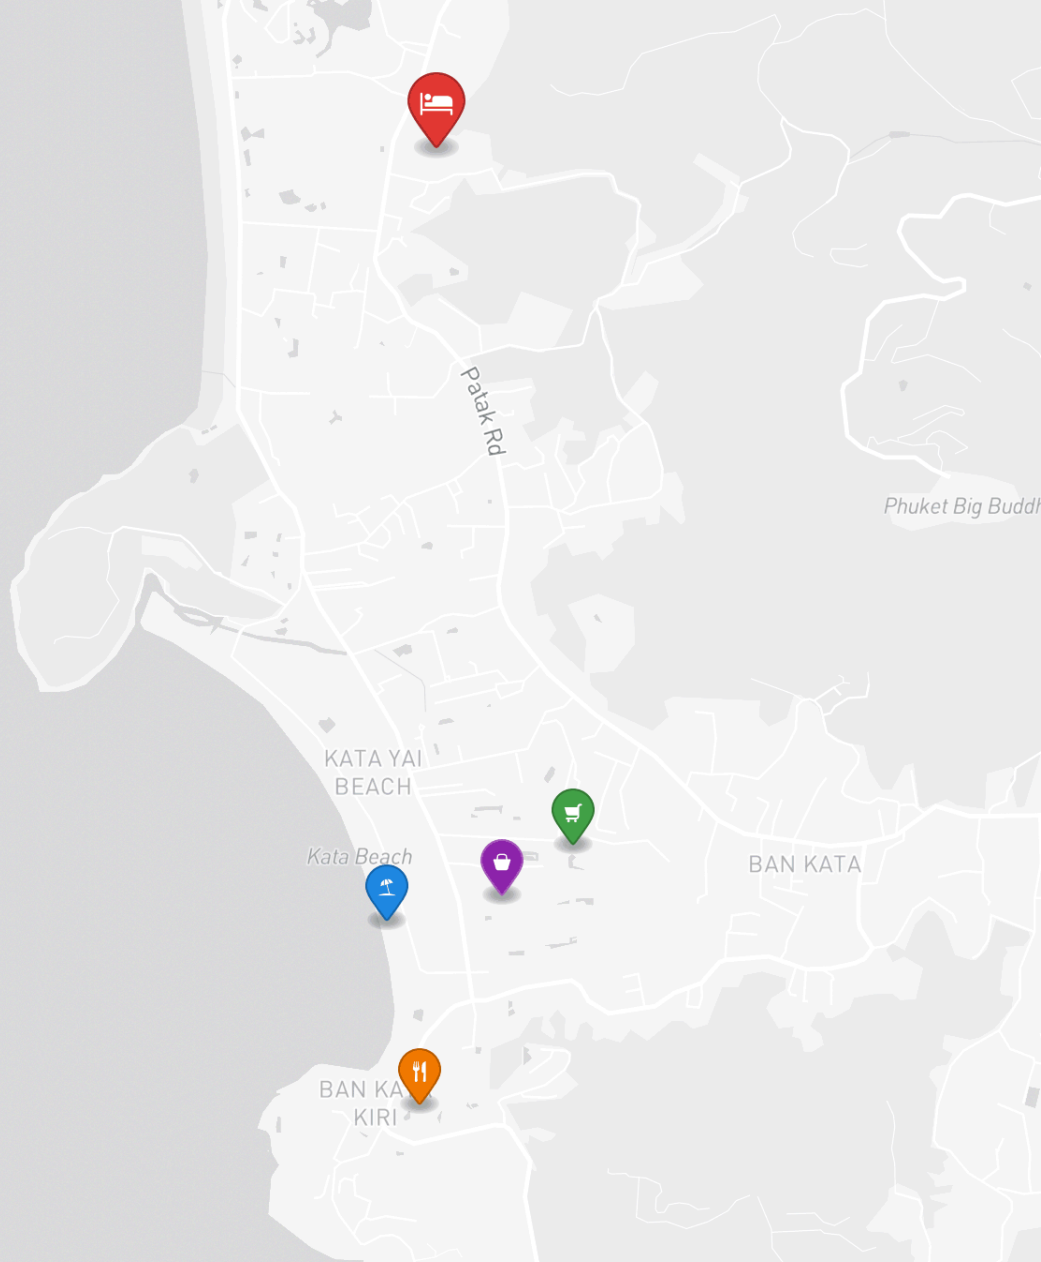 Patak Rd
Phuket Big Buddh
KATA YAI
BEACH
Kata Beach
BAN KATA
BAN KA
KIRI